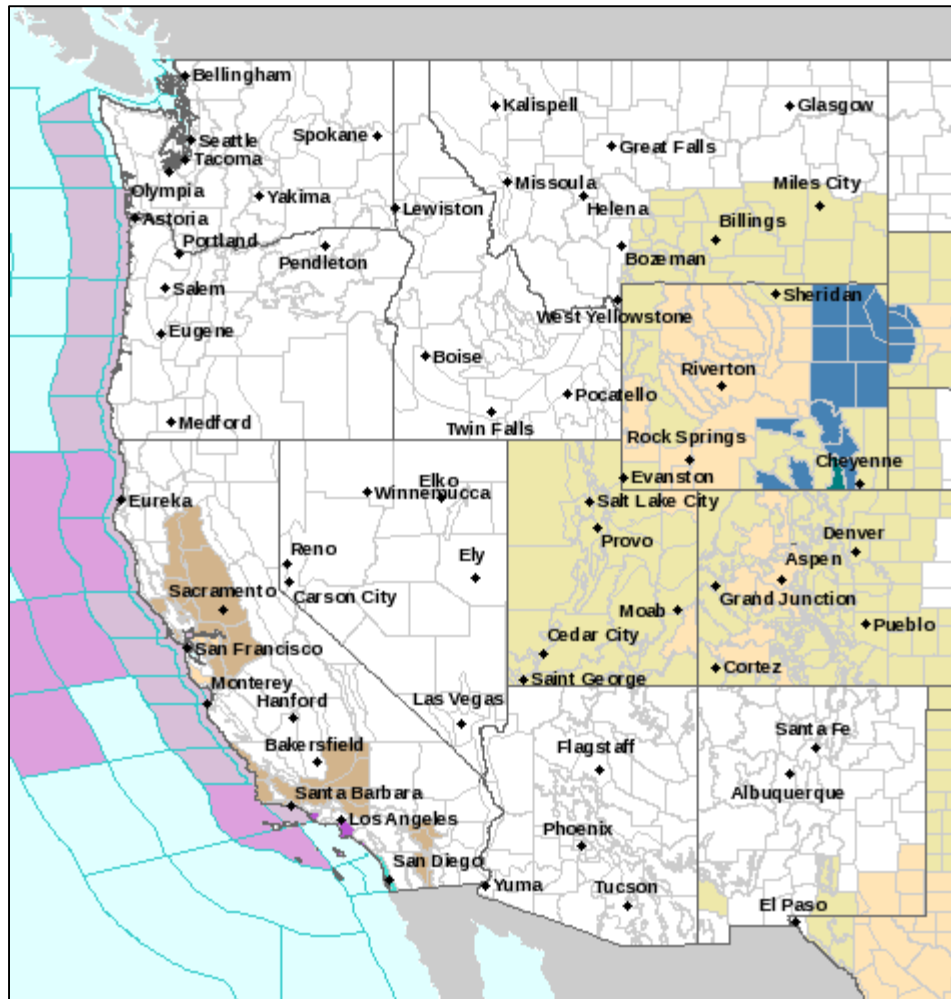 Bellingham
Kalispell
Glasgow
Seattle
Spokane
Great Falls
Tacoma
Olympia
Missoula
Miles City
Yakima
Lewiston
Helena
Astoria
Billings
Portland
Pendleton
Bozeman
Salem
Sheridan
West Yellowstone
Eugene
Boise
Riverton
Pocatello
Medford
Twin Falls
Rock Springs
Cheyenne
Elko
Evanston
Winnemucca
Eureka
Salt Lake City
Provo
Denver
Reno
Ely
Aspen
Sacramento
Carson City
Grand Junction
Moab
Pueblo
San Francisco
Cedar City
Cortez
Monterey
Saint George
Hanford
Las Vegas
Santa Fe
Bakersfield
Flagstaff
Albuquerque
Santa Barbara
Los Angeles
Phoenix
San Diego
Yuma
Tucson
El Paso